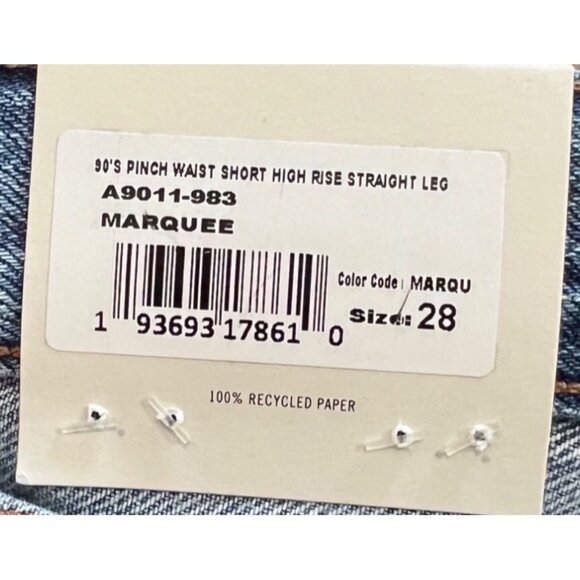 90'S PINCH WAIST SHORT HIGH RISE STRAIGHT LEG
A9011-983
MARQUEE
Color Code: MARQU
Size: 28
1 93693 17861 0
100% RECYCLED PAPER